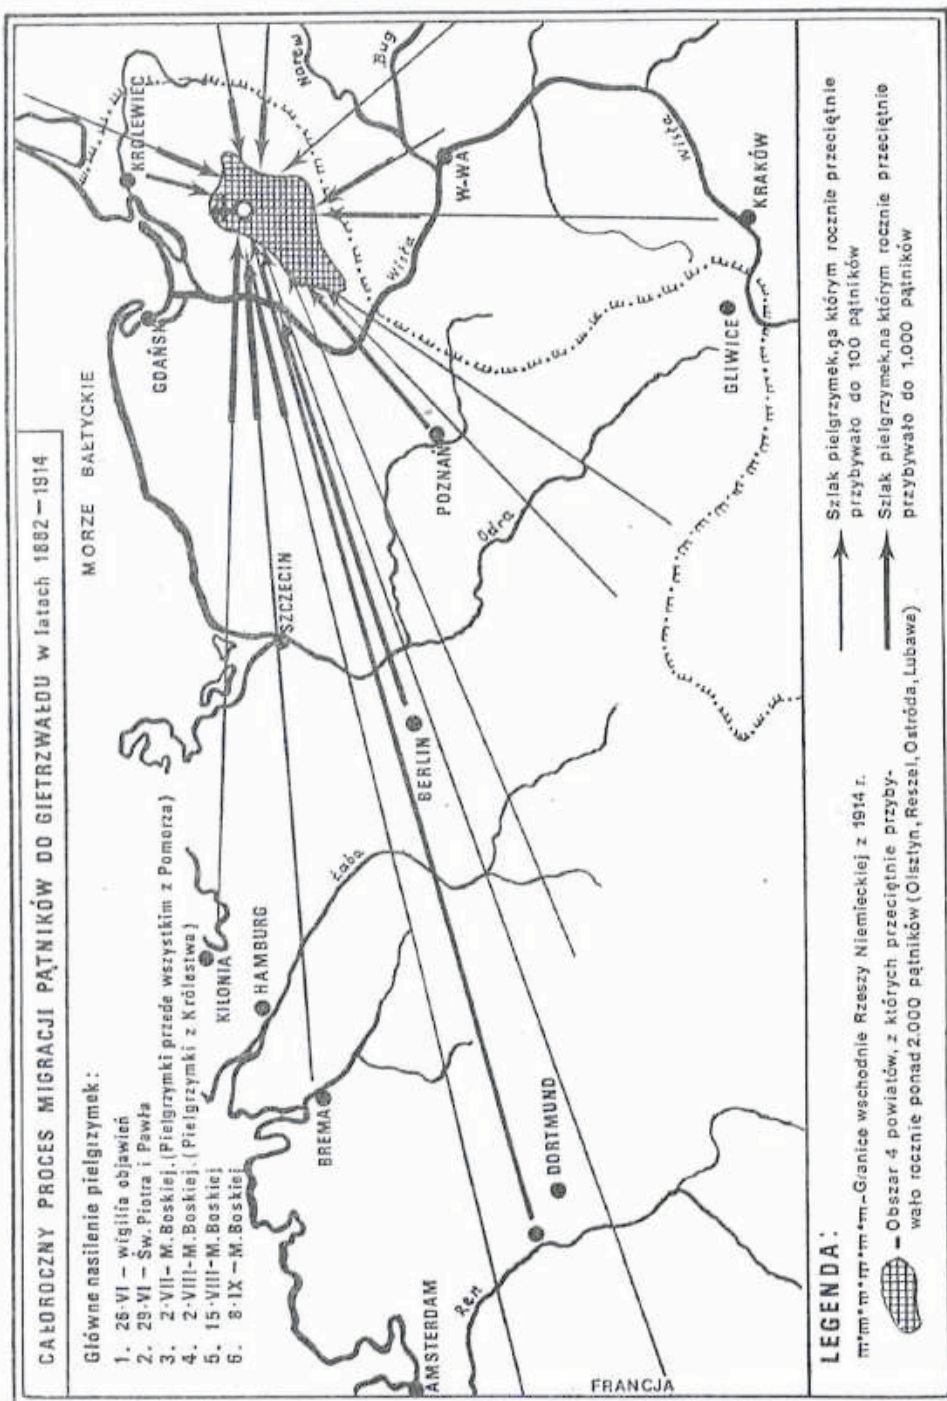 CAŁOROCZNY PROCES MIGRACJI PĄTNIKÓW DO GIETRZWAŁDU w latach 1882–1914
Główne nasilenie pielgrzymek:
1. 26·VI – wigilia objawień
2. 29·VI – Św. Piotra i Pawła
3. 2·VII – M.Boskiej.(Pielgrzymki przede wszystkim z Pomorza)
4. 2·VIII – M.Boskiej.(Pielgrzymki z Królestwa)
5. 15·VIII – M.Boskiej
6. 8·IX – M.Boskiej
MORZE BAŁTYCKIE
KRÓLEWIEC
GDAŃSK
SZCZECIN
KILONIA
HAMBURG
BREMA
AMSTERDAM
Narew
Bug
Wisła
W-WA
Wisła
POZNAŃ
Odra
BERLIN
Łaba
DORTMUND
Ren
KRAKÓW
GLIWICE
FRANCJA
LEGENDA:
m·m·m·m·m·m–Granice wschodnie Rzeszy Niemieckiej z 1914 r.
– Obszar 4 powiatów, z których przeciętnie przyby-
wało rocznie ponad 2.000 pątników (Olsztyn, Reszel, Ostróda, Lubawa)
Szlak pielgrzymek,ga którym rocznie przeciętnie
przybywało do 100 pątników
Szlak pielgrzymek,na którym rocznie przeciętnie
przybywało do 1.000 pątników